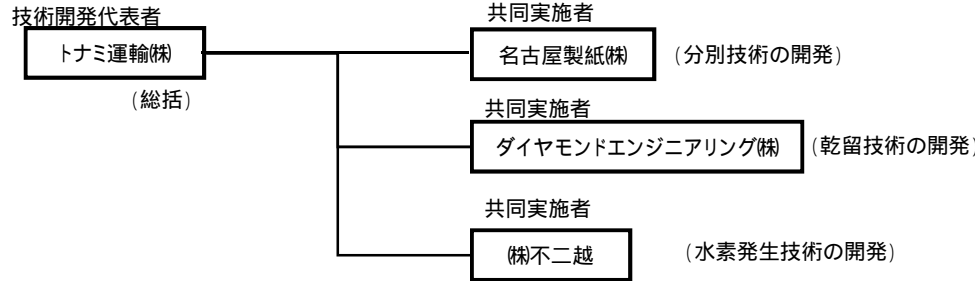 技術開発代表者
共同実施者
トナミ運輸㈱
名古屋製紙㈱
(分別技術の開発)
(総括)
共同実施者
ダイヤモンドエンジニアリング㈱
(乾留技術の開発)
共同実施者
㈱不二越
(水素発生技術の開発)